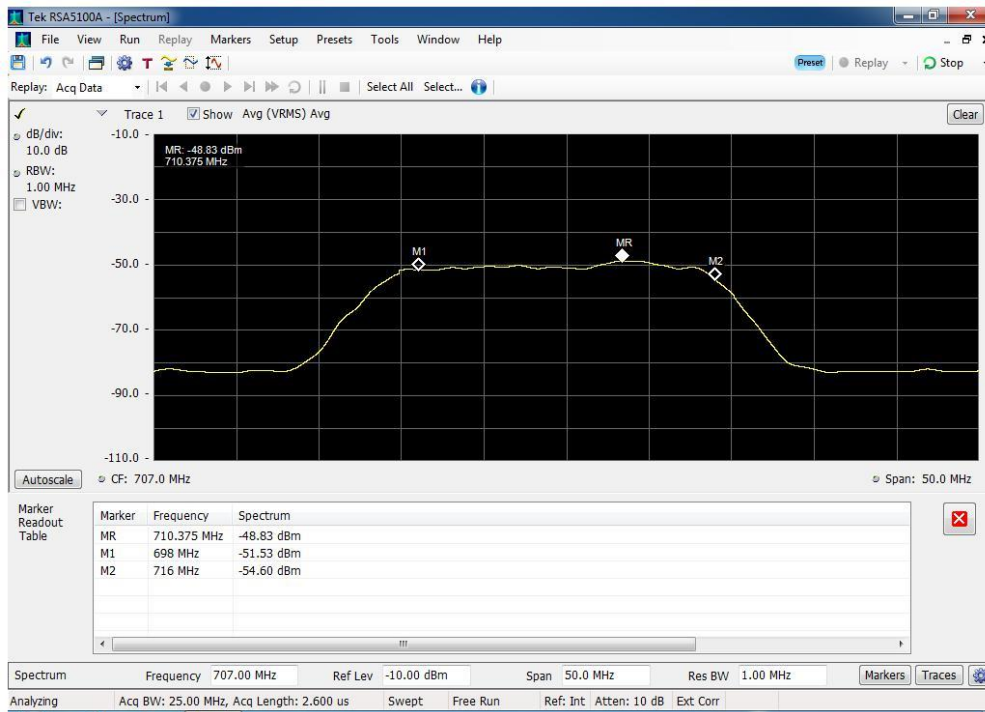 Tek RSA5100A - [Spectrum]
File View Run Replay Markers Setup Presets Tools Window Help
Preset Replay Stop
Replay: Acq Data Select All Select...
Trace 1 Show Avg (VRMS) Avg Clear
dB/div:
10.0 dB
RBW:
1.00 MHz
VBW:
-10.0
-30.0
-50.0
-70.0
-90.0
-110.0
MR: -48.83 dBm
710.375 MHz
M1
MR
M2
Autoscale CF: 707.0 MHz Span: 50.0 MHz
Marker
Readout
Table
Marker Frequency Spectrum
MR 710.375 MHz -48.83 dBm
M1 698 MHz -51.53 dBm
M2 716 MHz -54.60 dBm
Spectrum Frequency 707.00 MHz Ref Lev -10.00 dBm Span 50.0 MHz Res BW 1.00 MHz Markers Traces
Analyzing Acq BW: 25.00 MHz, Acq Length: 2.600 us Swept Free Run Ref: Int Atten: 10 dB Ext Corr